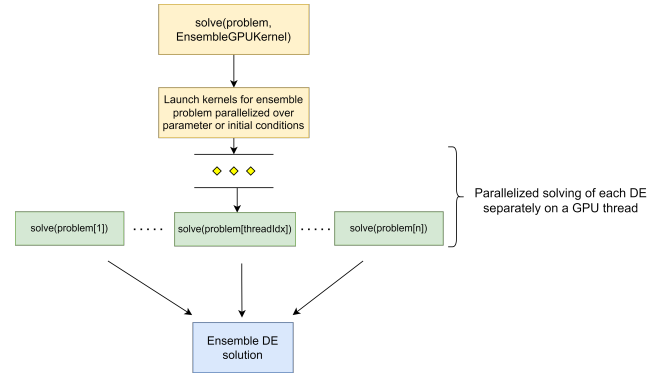 solve(problem,
EnsembleGPUKernel)
Launch kernels for ensemble
problem parallelized over
parameter or initial conditions
Parallelized solving of each DE
separately on a GPU thread
solve(problem[1])
solve(problem[threadIdx])
solve(problem[n])
Ensemble DE
solution